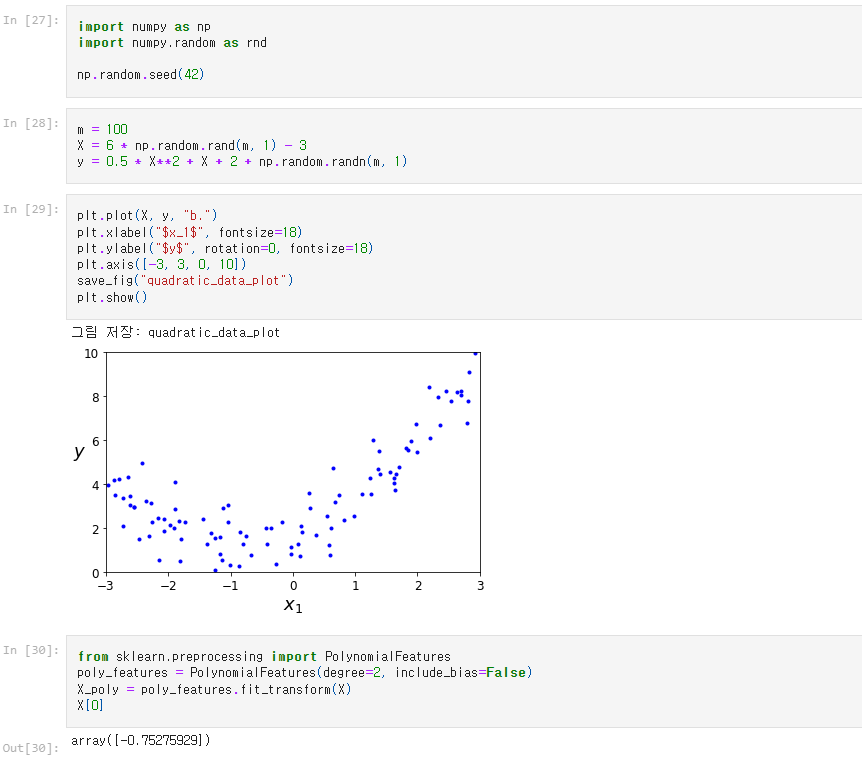 In [27]:
import numpy as np
import numpy.random as rnd
np.random.seed(42)
In [28]:
m = 100
X = 6 * np.random.rand(m, 1) - 3
y = 0.5 * X**2 + X + 2 + np.random.randn(m, 1)
In [29]:
plt.plot(X, y, "b.")
plt.xlabel("$x_1$", fontsize=18)
plt.ylabel("$y$", rotation=0, fontsize=18)
plt.axis([-3, 3, 0, 10])
save_fig("quadratic_data_plot")
plt.show()
그림 저장: quadratic_data_plot
10
8
6
y
4
2
0
−3 −2 −1 0 1 2 3
x₁
In [30]:
from sklearn.preprocessing import PolynomialFeatures
poly_features = PolynomialFeatures(degree=2, include_bias=False)
X_poly = poly_features.fit_transform(X)
X[0]
Out[30]:
array([-0.75275929])